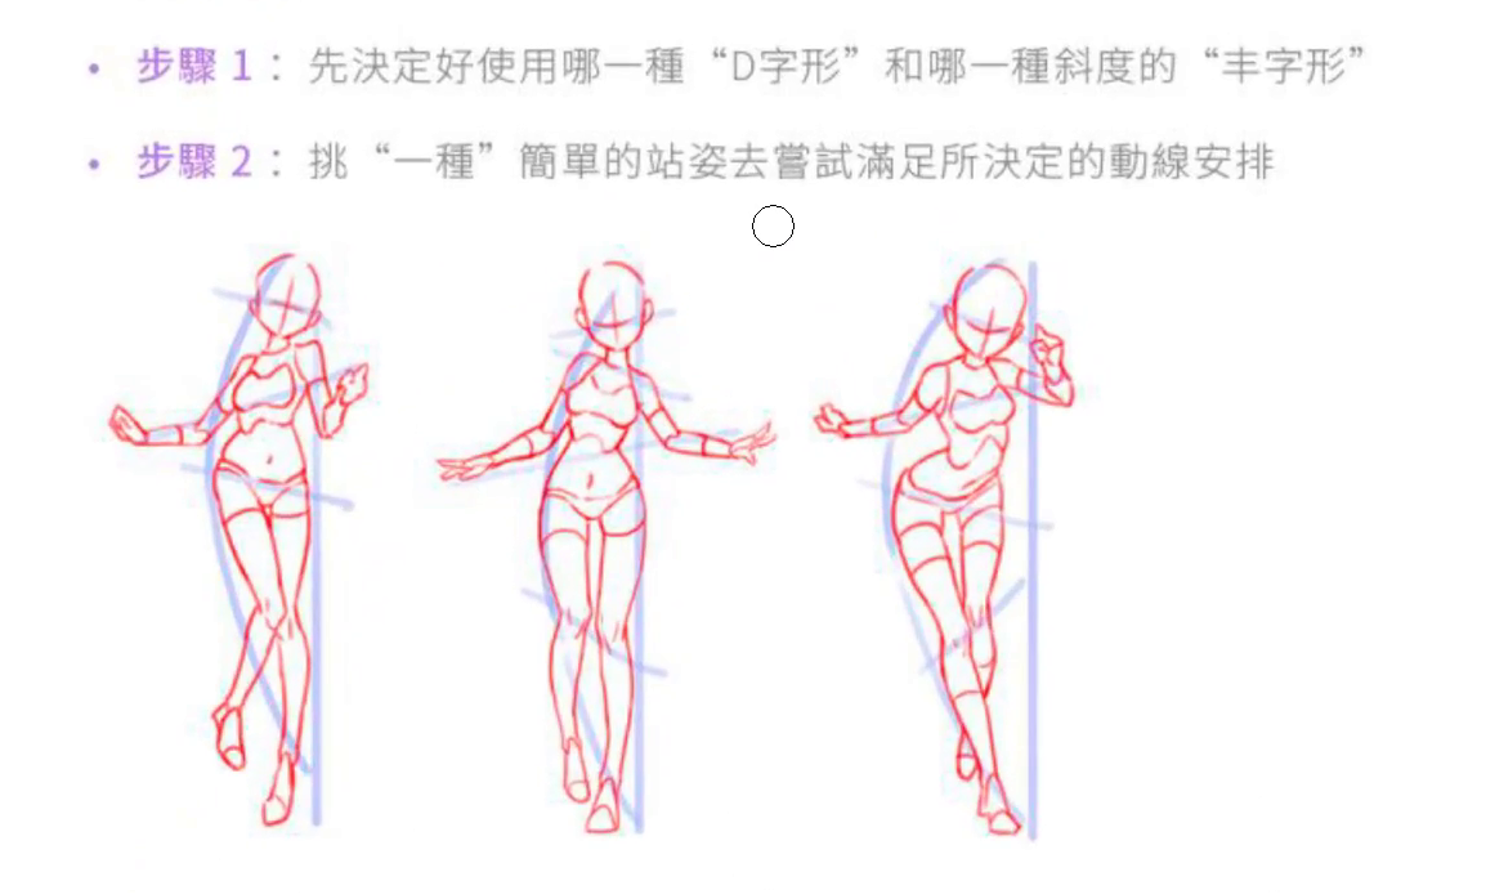 • 步驟 1： 先決定好使用哪一種“D字形”和哪一種斜度的“丰字形”
• 步驟 2： 挑“一種”簡單的站姿去嘗試滿足所決定的動線安排